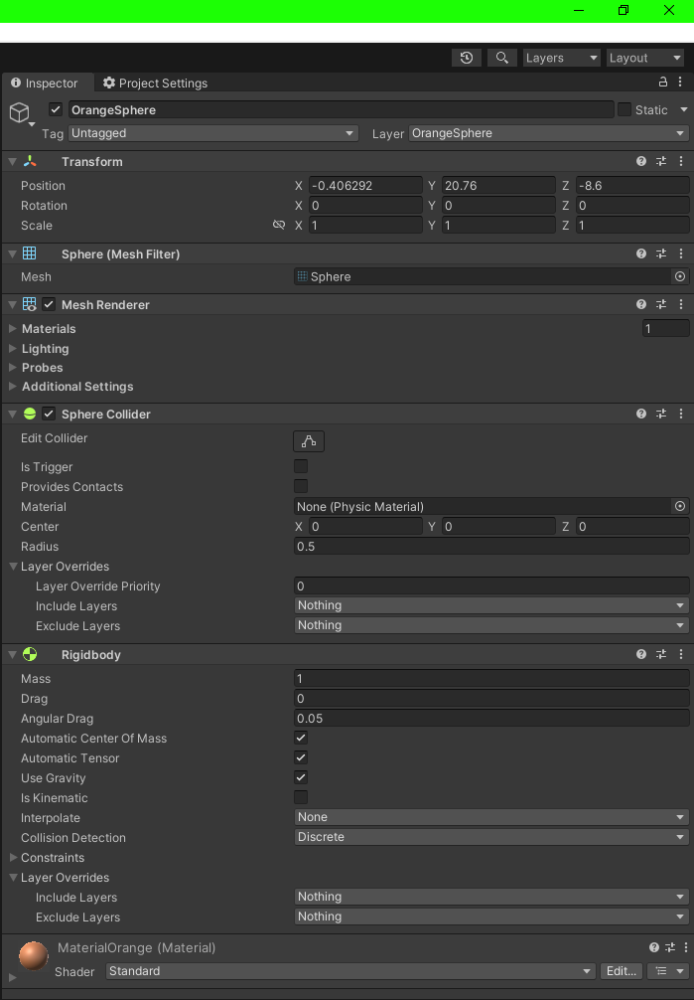 Layers Layout
Inspector Project Settings
OrangeSphere Static
Tag Untagged Layer OrangeSphere
Transform
Position X -0.406292 Y 20.76 Z -8.6
Rotation X 0 Y 0 Z 0
Scale X 1 Y 1 Z 1
Sphere (Mesh Filter)
Mesh Sphere
Mesh Renderer
Materials 1
Lighting
Probes
Additional Settings
Sphere Collider
Edit Collider
Is Trigger
Provides Contacts
Material None (Physic Material)
Center X 0 Y 0 Z 0
Radius 0.5
Layer Overrides
Layer Override Priority 0
Include Layers Nothing
Exclude Layers Nothing
Rigidbody
Mass 1
Drag 0
Angular Drag 0.05
Automatic Center Of Mass
Automatic Tensor
Use Gravity
Is Kinematic
Interpolate None
Collision Detection Discrete
Constraints
Layer Overrides
Include Layers Nothing
Exclude Layers Nothing
MaterialOrange (Material)
Shader Standard Edit...